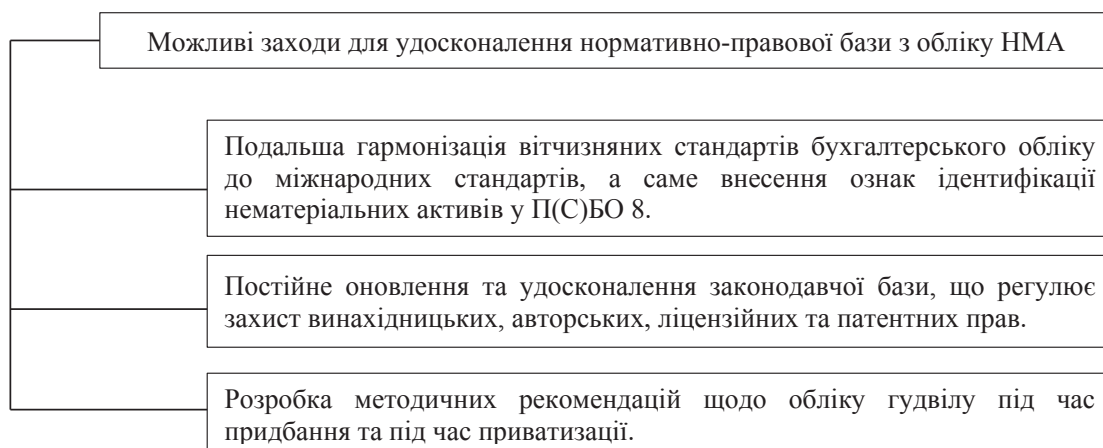 Можливі заходи для удосконалення нормативно-правової бази з обліку НМА
Подальша гармонізація вітчизняних стандартів бухгалтерського обліку
до міжнародних стандартів, а саме внесення ознак ідентифікації
нематеріальних активів у П(С)БО 8.
Постійне оновлення та удосконалення законодавчої бази, що регулює
захист винахідницьких, авторських, ліцензійних та патентних прав.
Розробка методичних рекомендацій щодо обліку гудвілу під час
придбання та під час приватизації.